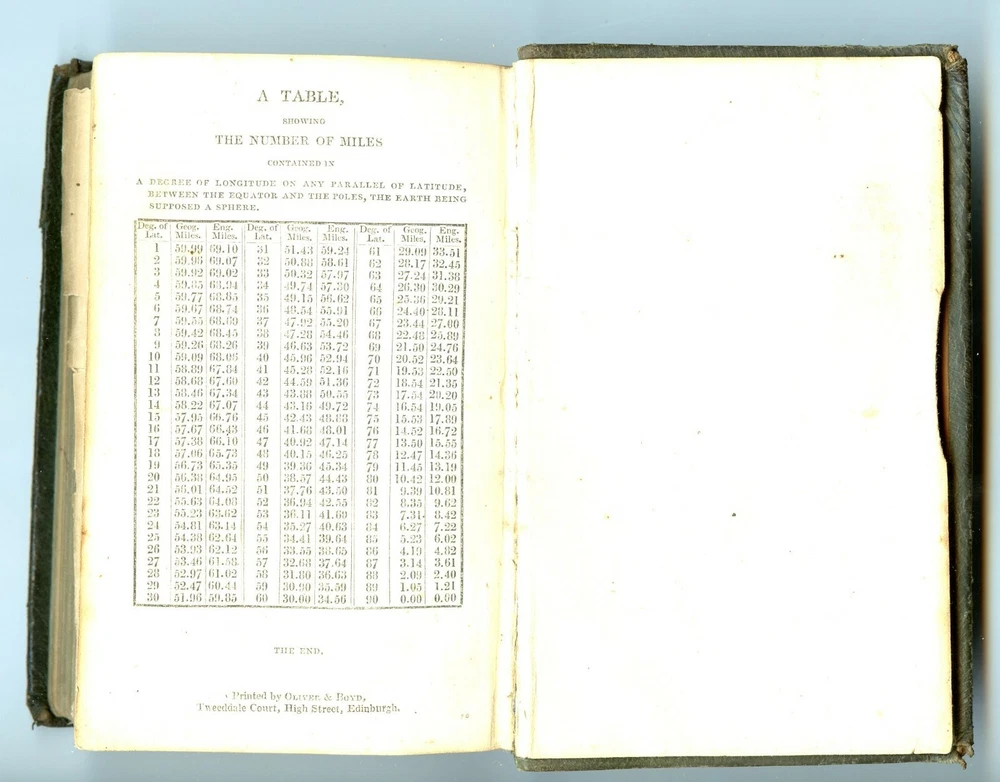 A TABLE,
SHOWING
THE NUMBER OF MILES
CONTAINED IN
A DEGREE OF LONGITUDE ON ANY PARALLEL OF LATITUDE,
BETWEEN THE EQUATOR AND THE POLES, THE EARTH BEING
SUPPOSED A SPHERE.
Deg. of Geog. Eng. Deg. of Geog. Eng. Deg. of Geog. Eng.
Lat. Miles. Miles. Lat. Miles. Miles. Lat. Miles. Miles.
1 59.99 69.10 31 51.43 59.24 61 29.09 33.51
2 59.96 69.07 32 50.88 58.61 62 28.17 32.45
3 59.92 69.02 33 50.32 57.97 63 27.24 31.38
4 59.85 68.94 34 49.74 57.30 64 26.30 30.29
5 59.77 68.85 35 49.15 56.62 65 25.36 29.21
6 59.67 68.74 36 48.54 55.91 66 24.40 28.11
7 59.55 68.60 37 47.92 55.20 67 23.44 27.00
8 59.42 68.45 38 47.28 54.46 68 22.48 25.89
9 59.26 68.26 39 46.63 53.72 69 21.50 24.76
10 59.09 68.06 40 45.96 52.94 70 20.52 23.64
11 58.89 67.84 41 45.28 52.16 71 19.53 22.50
12 58.68 67.60 42 44.59 51.36 72 18.54 21.35
13 58.46 67.34 43 43.88 50.55 73 17.54 20.20
14 58.22 67.07 44 43.16 49.72 74 16.54 19.05
15 57.95 66.76 45 42.43 48.88 75 15.53 17.89
16 57.67 66.43 46 41.68 48.01 76 14.52 16.72
17 57.38 66.10 47 40.92 47.14 77 13.50 15.55
18 57.06 65.73 48 40.15 46.25 78 12.47 14.36
19 56.73 65.35 49 39.36 45.34 79 11.45 13.19
20 56.38 64.95 50 38.57 44.43 80 10.42 12.00
21 56.01 64.52 51 37.76 43.50 81 9.39 10.81
22 55.63 64.08 52 36.94 42.55 82 8.35 9.62
23 55.23 63.62 53 36.11 41.60 83 7.31 8.42
24 54.81 63.14 54 35.27 40.63 84 6.27 7.22
25 54.38 62.64 55 34.41 39.64 85 5.23 6.02
26 53.93 62.12 56 33.55 38.65 86 4.19 4.82
27 53.46 61.58 57 32.68 37.64 87 3.14 3.61
28 52.97 61.02 58 31.80 36.63 88 2.09 2.40
29 52.47 60.44 59 30.90 35.59 89 1.05 1.21
30 51.96 59.85 60 30.00 34.56 90 0.00 0.00
THE END.
Printed by OLIVER & BOYD,
Tweeddale Court, High Street, Edinburgh.